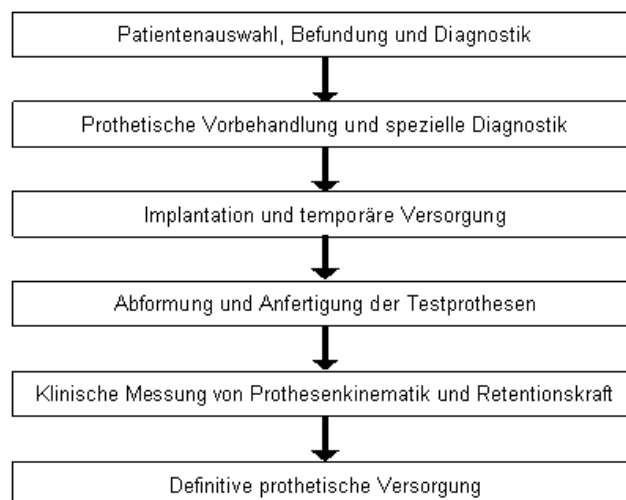 Patientenauswahl, Befundung und Diagnostik
Prothetische Vorbehandlung und spezielle Diagnostik
Implantation und temporäre Versorgung
Abformung und Anfertigung der Testprothesen
Klinische Messung von Prothesenkinematik und Retentionskraft
Definitive prothetische Versorgung